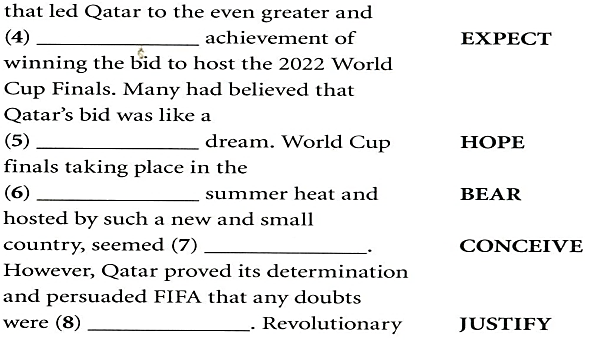 that led Qatar to the even greater and
(4) _______________ achievement of EXPECT
winning the bid to host the 2022 World
Cup Finals. Many had believed that
Qatar's bid was like a
(5) _______________ dream. World Cup HOPE
finals taking place in the
(6) _______________ summer heat and BEAR
hosted by such a new and small
country, seemed (7) _______________. CONCEIVE
However, Qatar proved its determination
and persuaded FIFA that any doubts
were (8) _______________. Revolutionary JUSTIFY